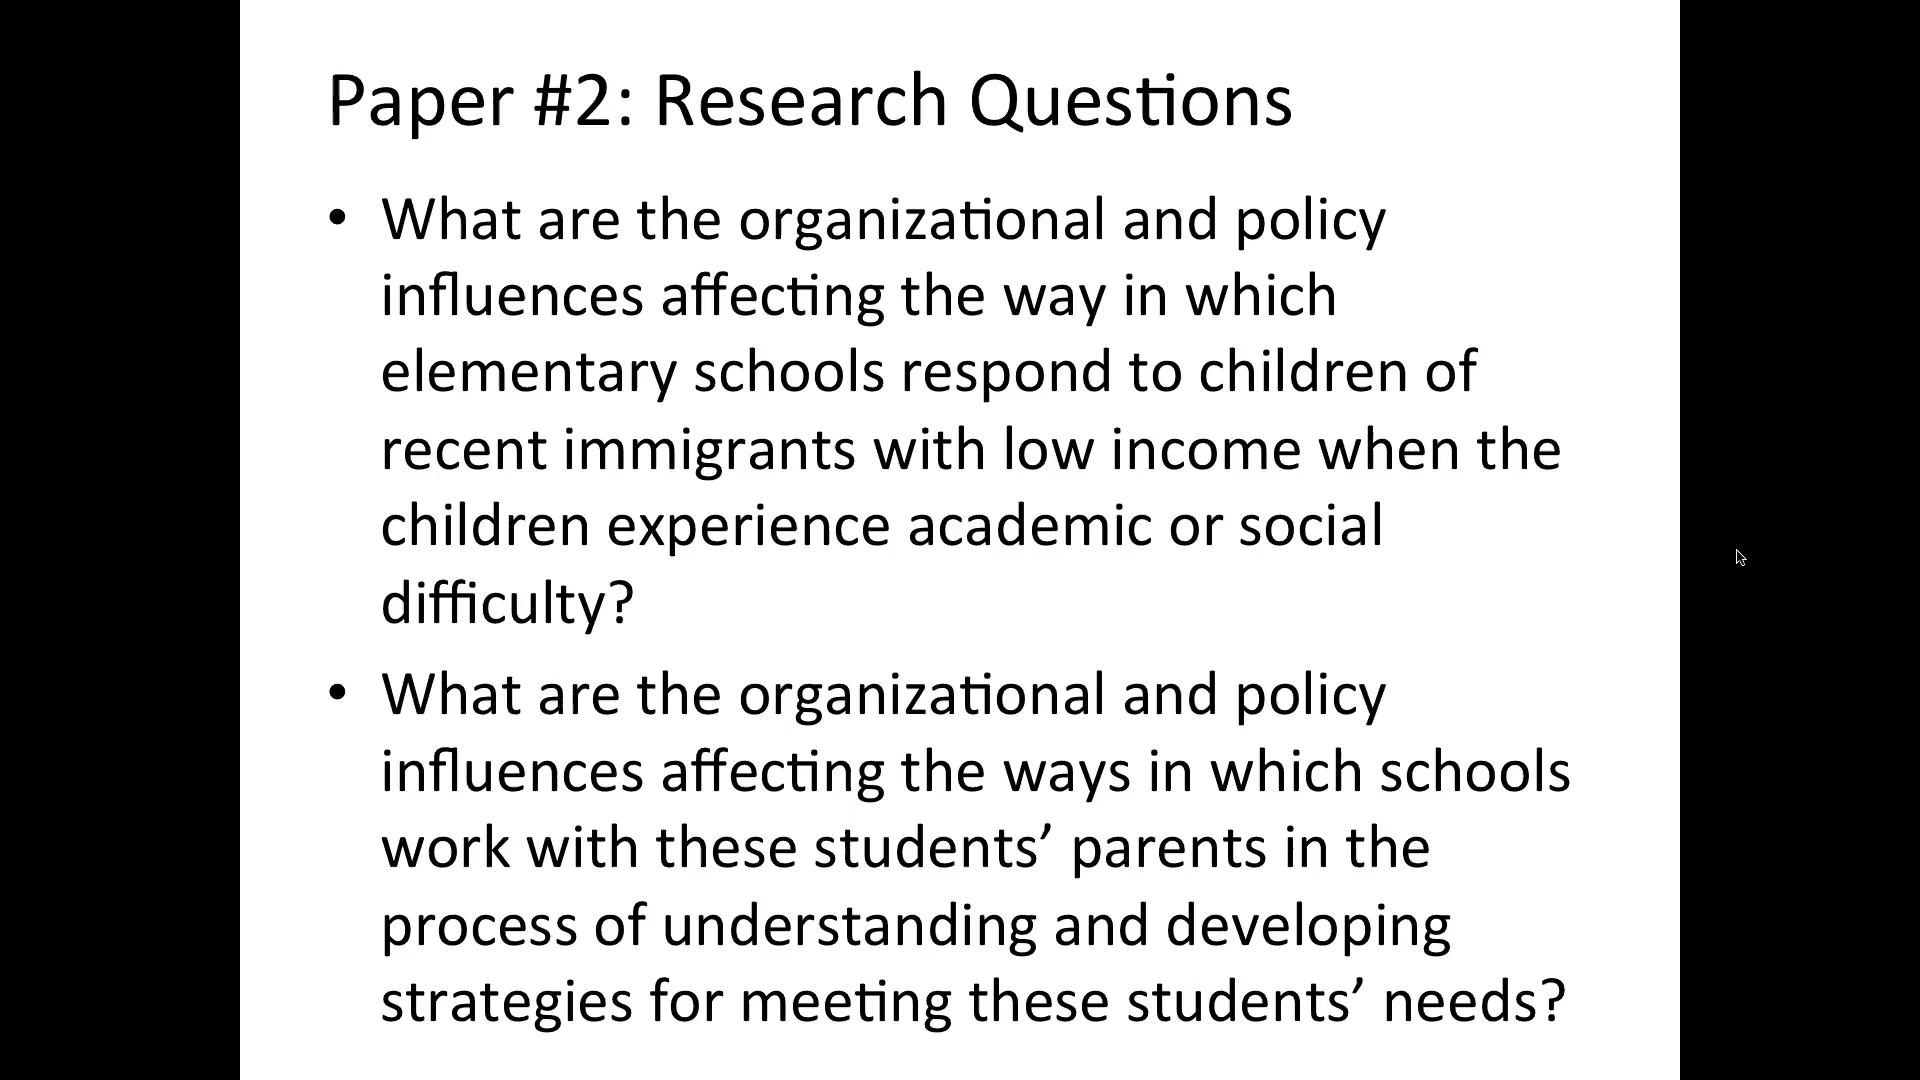 Paper #2: Research Questions
• What are the organizational and policy
influences affecting the way in which
elementary schools respond to children of
recent immigrants with low income when the
children experience academic or social
difficulty?
• What are the organizational and policy
influences affecting the ways in which schools
work with these students’ parents in the
process of understanding and developing
strategies for meeting these students’ needs?